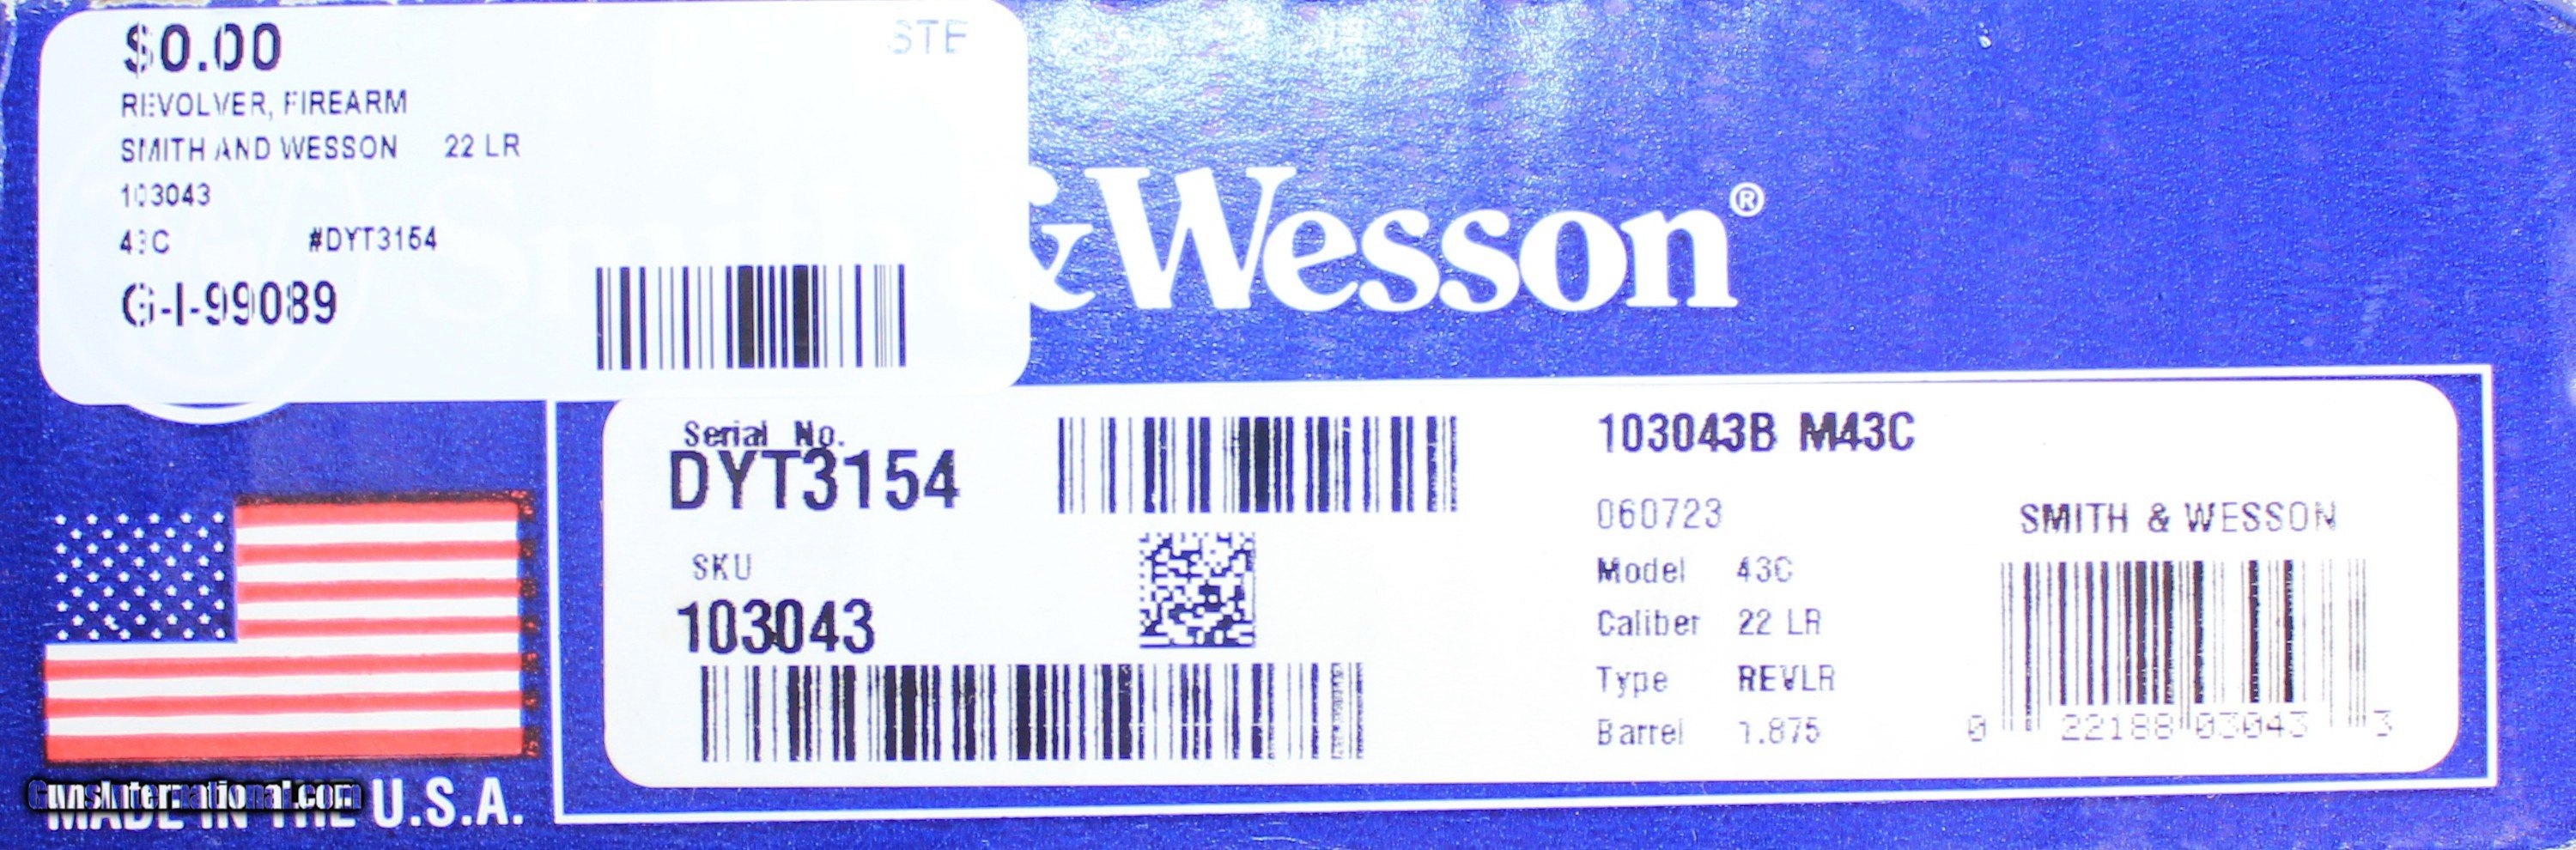 $0.00
STE
REVOLVER, FIREARM
SMITH AND WESSON 22 LR
103043
43C #DYT3154
G-I-99089
&Wesson®
Serial No.
DYT3154
SKU
103043
103043B M43C
060723
Model 43C
Caliber 22 LR
Type REVLR
Barrel 1.875
SMITH & WESSON
0 22188 03043 3
GunsInternational.com
MADE IN THE U.S.A.